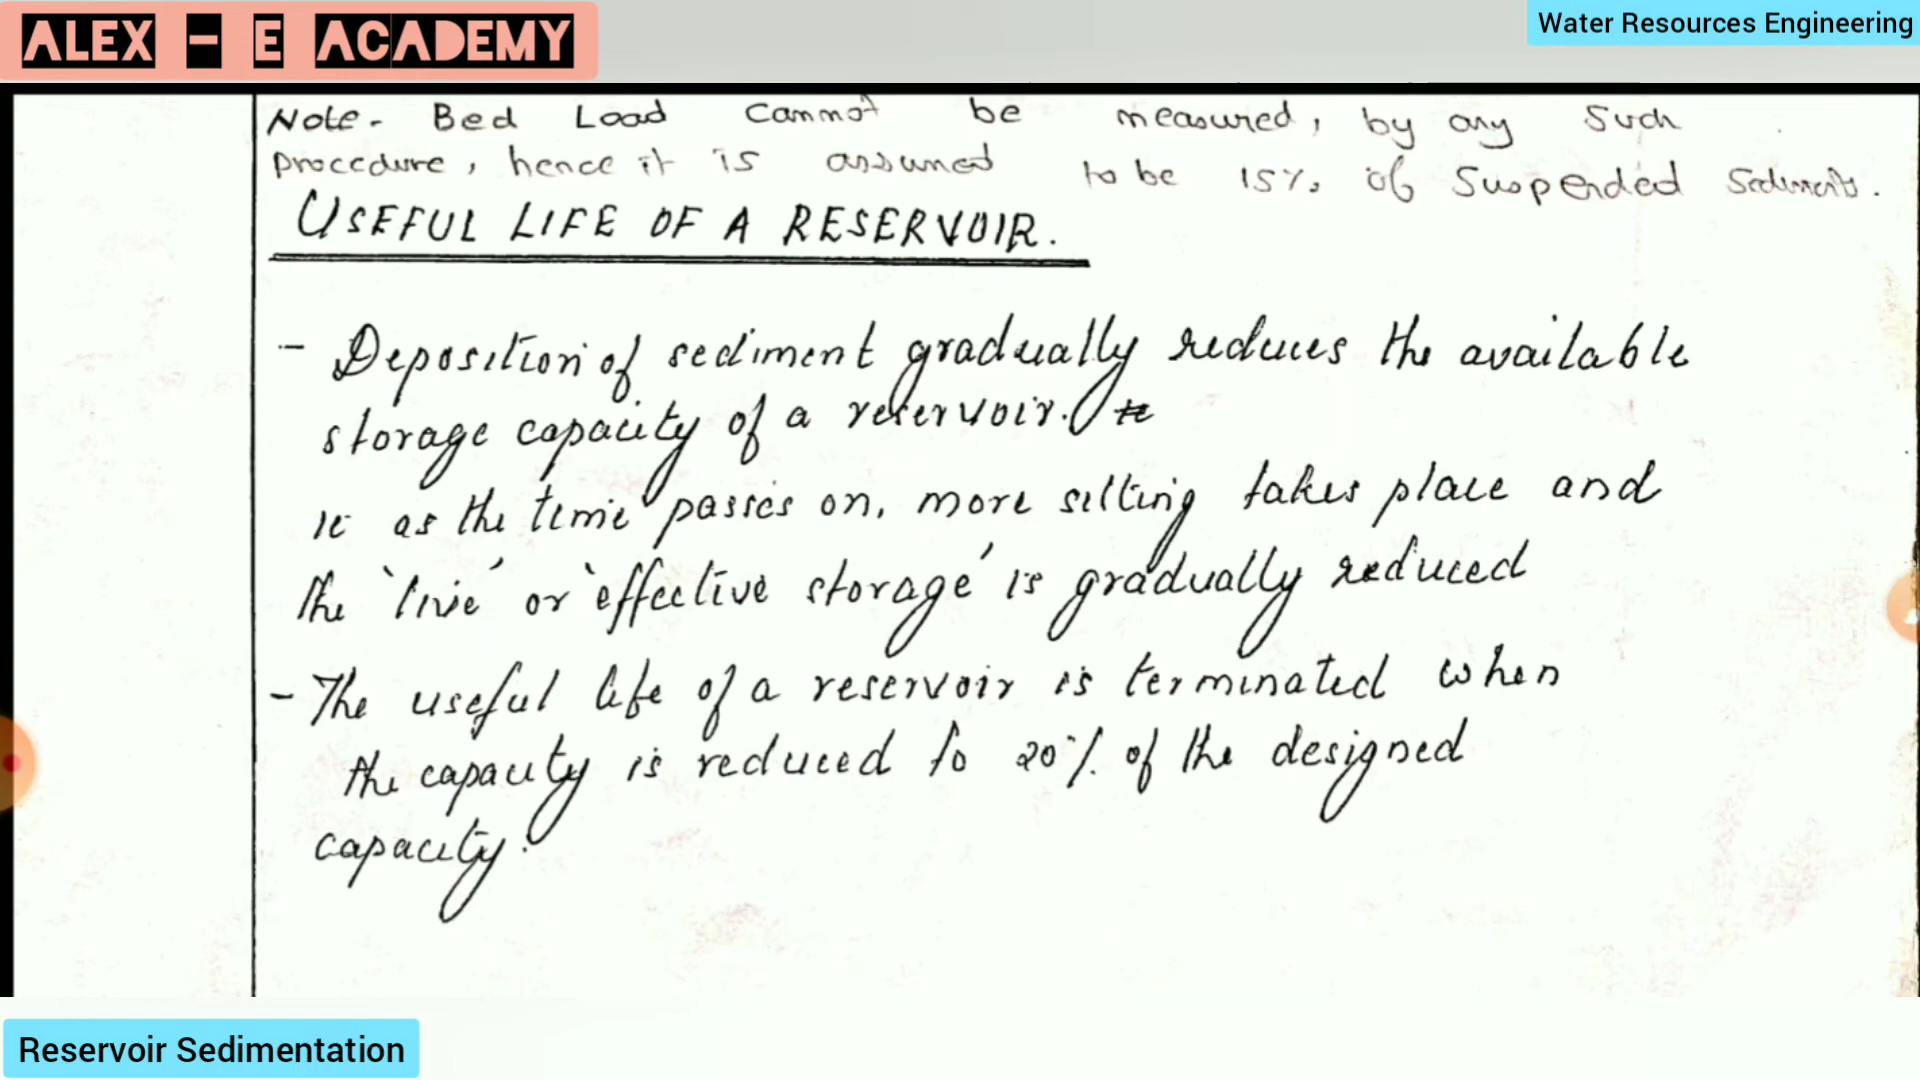 ALEX - E ACADEMY
Water Resources Engineering
Note- Bed Load Cannot be measured, by any Such
procedure, hence it is assumed to be 15% of Suspended Sediments.
USEFUL LIFE OF A RESERVOIR.
- Deposition of sediment gradually reduces the available
storage capacity of a reservoir.
ie as the time passes on, more silting takes place and
the 'live' or 'effective storage' is gradually reduced
- The useful life of a reservoir is terminated when
the capacity is reduced to 20% of the designed
capacity.
Reservoir Sedimentation